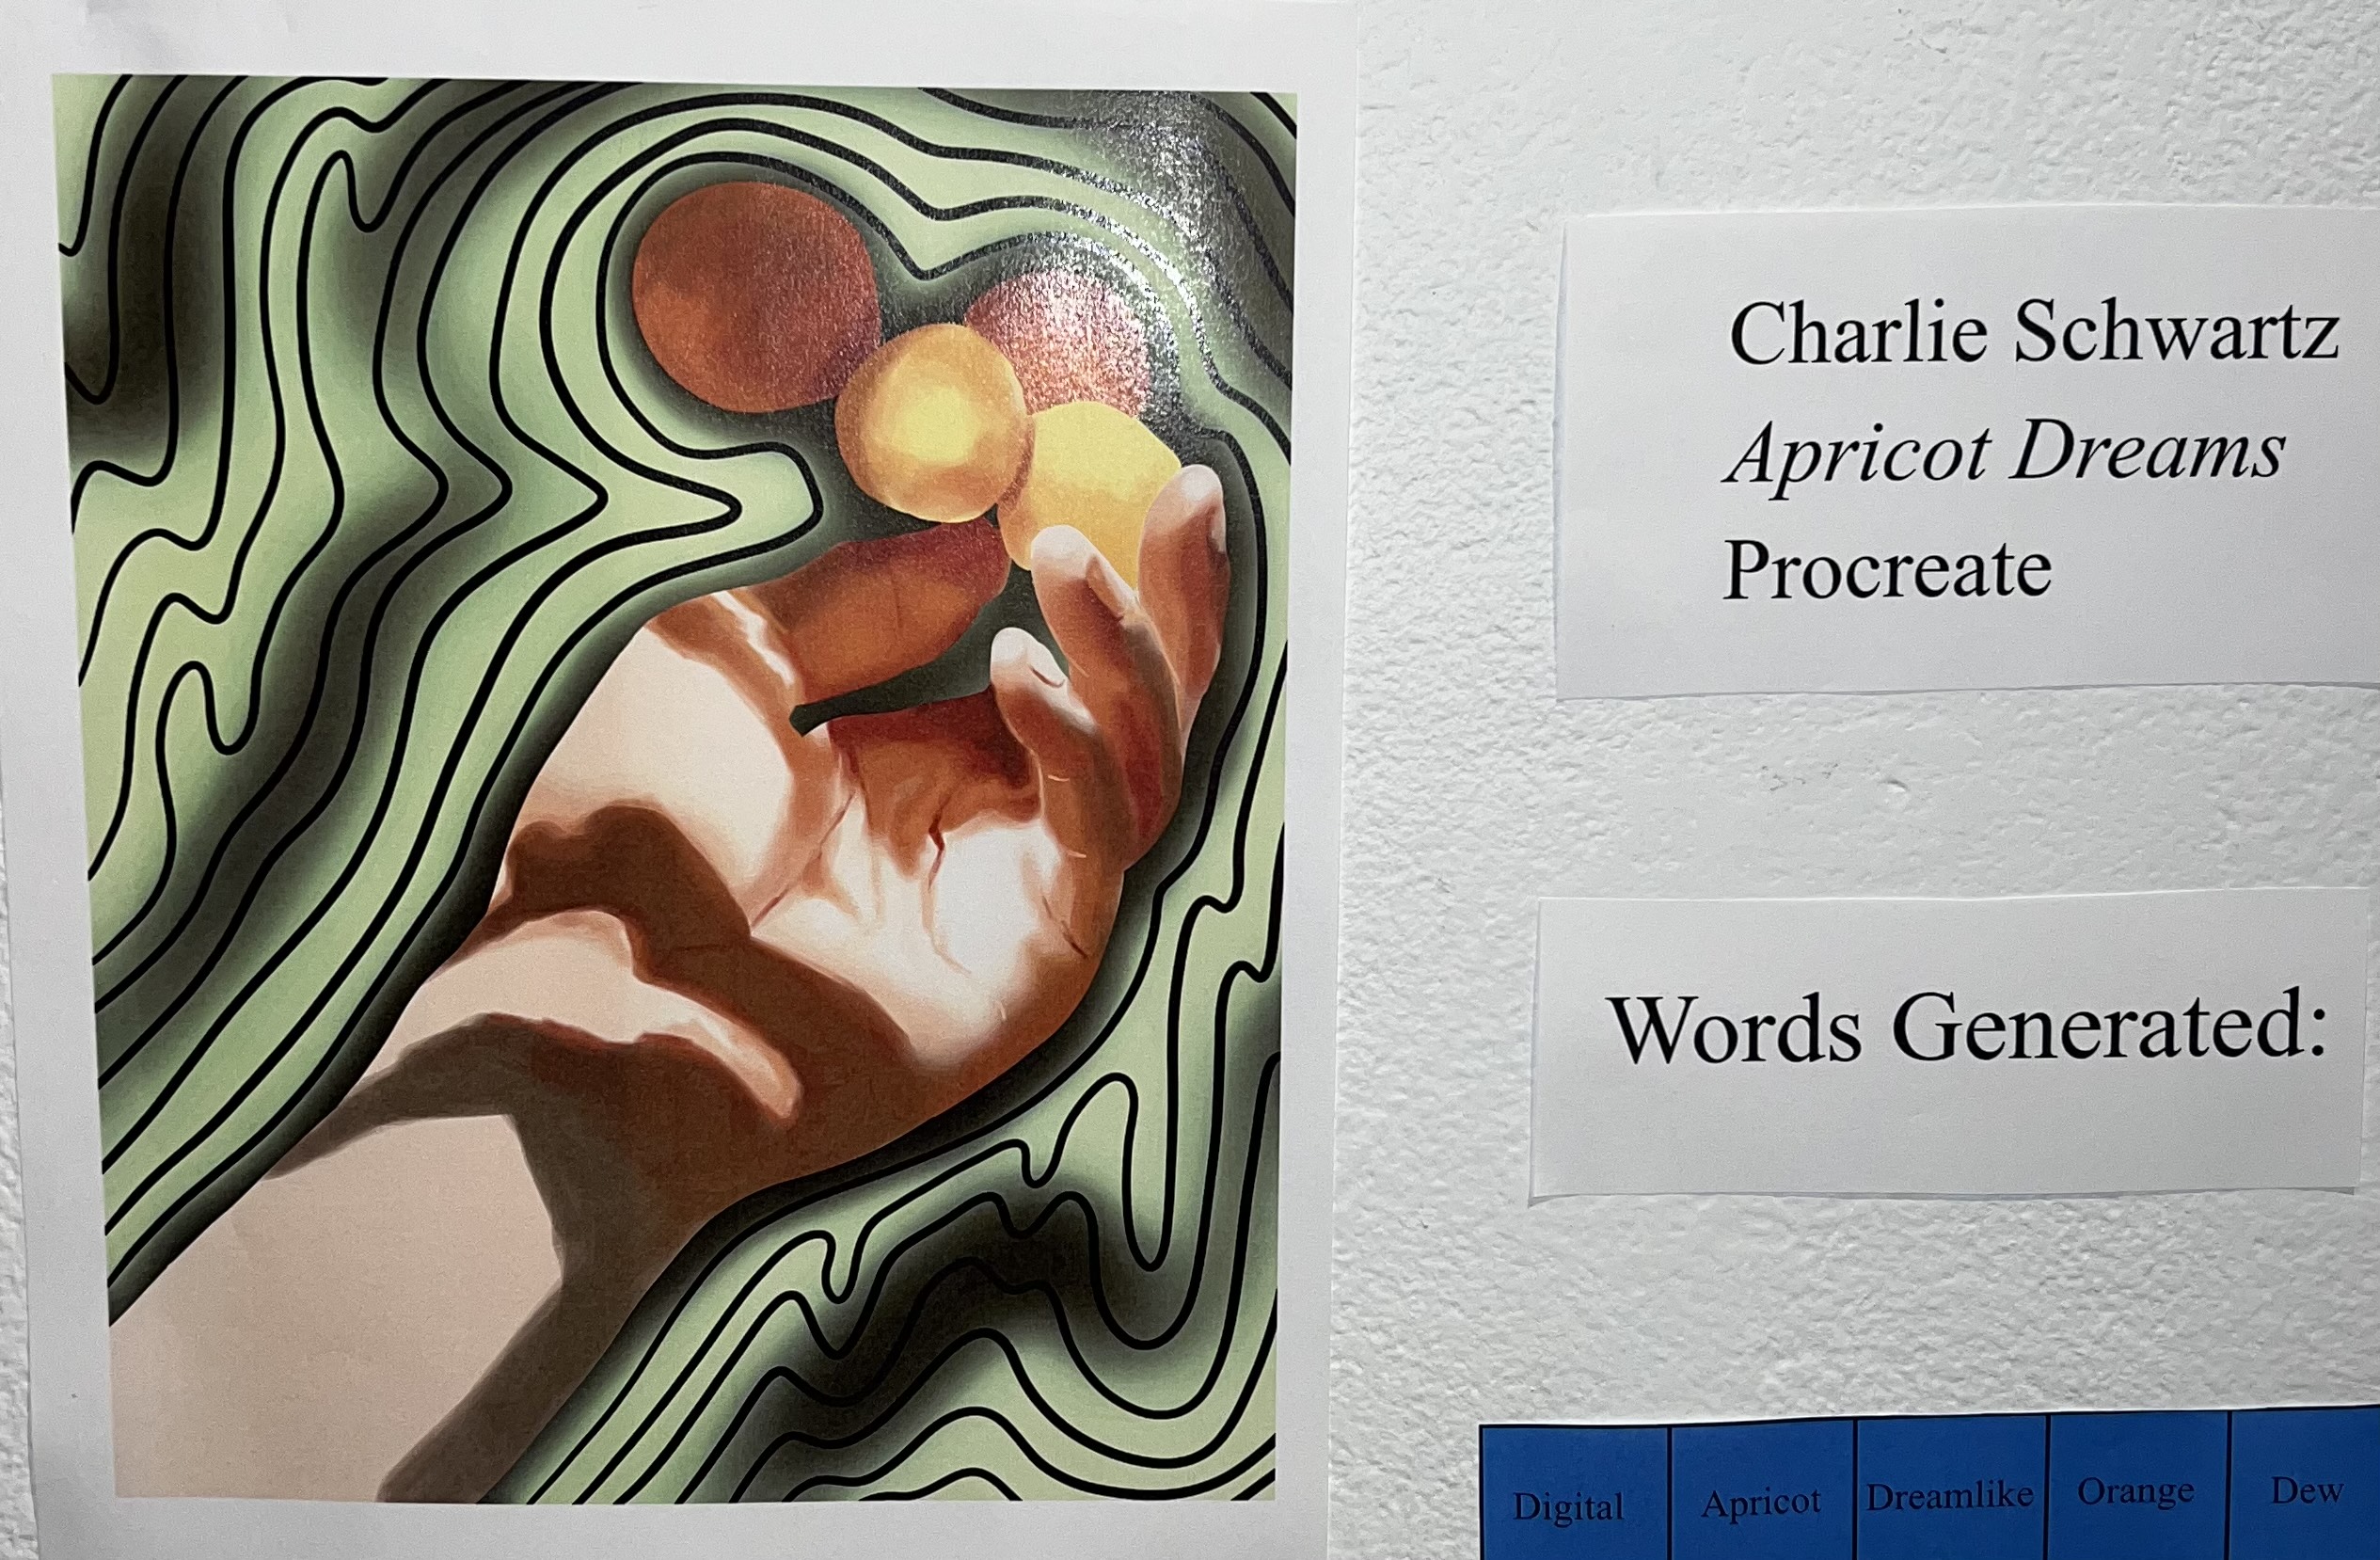 Charlie Schwartz
Apricot Dreams
Procreate
Words Generated:
Digital Apricot Dreamlike Orange Dew